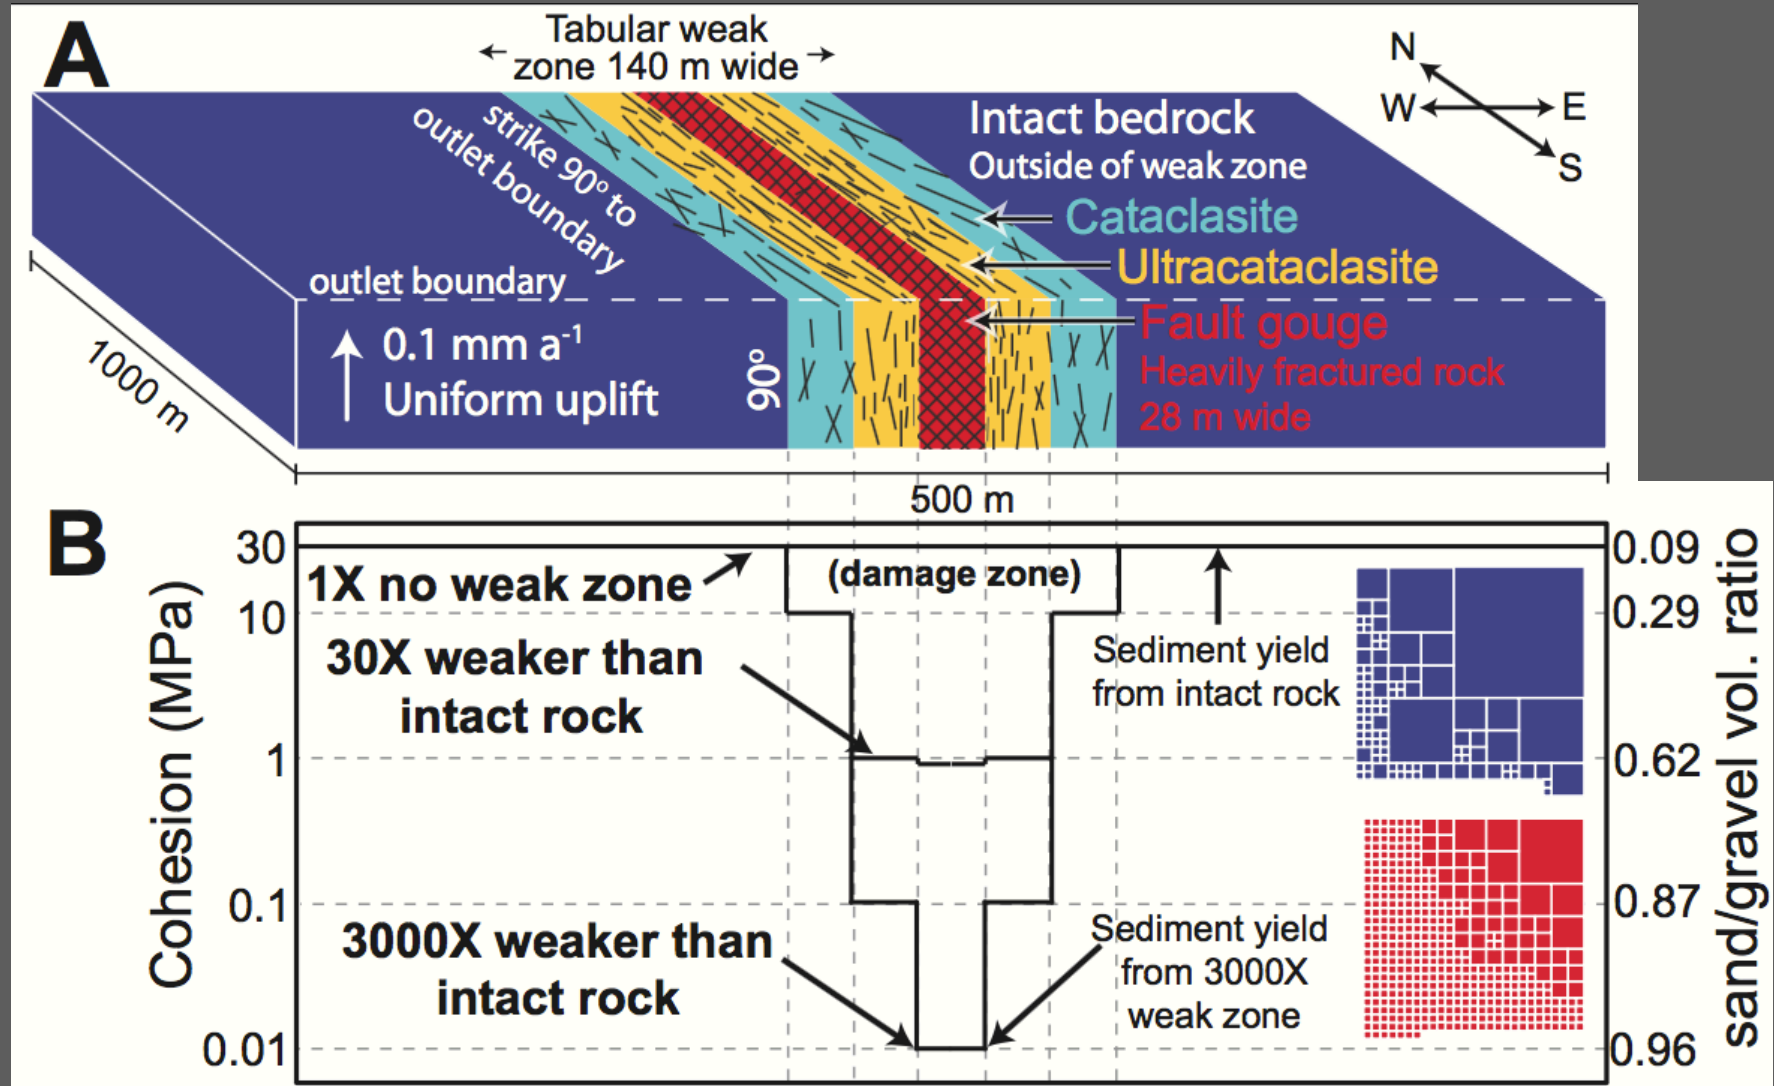 A
Tabular weak
zone 140 m wide
N
W
E
S
strike 90º to
outlet boundary
Intact bedrock
Outside of weak zone
Cataclasite
Ultracataclasite
outlet boundary
Fault gouge
Heavily fractured rock
28 m wide
0.1 mm a-1
Uniform uplift
90º
1000 m
500 m
B
Cohesion (MPa)
30
10
1
0.1
0.01
1X no weak zone
(damage zone)
30X weaker than
intact rock
Sediment yield
from intact rock
3000X weaker than
intact rock
Sediment yield
from 3000X
weak zone
0.09
0.29
0.62
0.87
0.96
sand/gravel vol. ratio